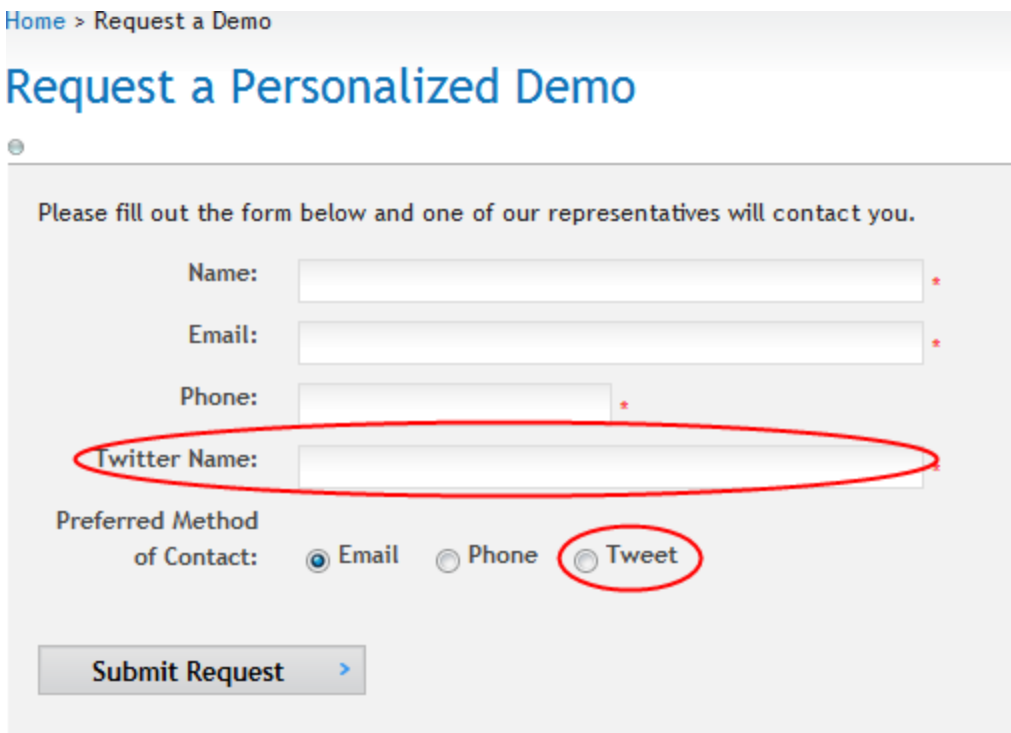 Home > Request a Demo
Request a Personalized Demo
Please fill out the form below and one of our representatives will contact you.
Name: *
Email: *
Phone: *
Twitter Name: *
Preferred Method
of Contact: Email Phone Tweet
Submit Request >